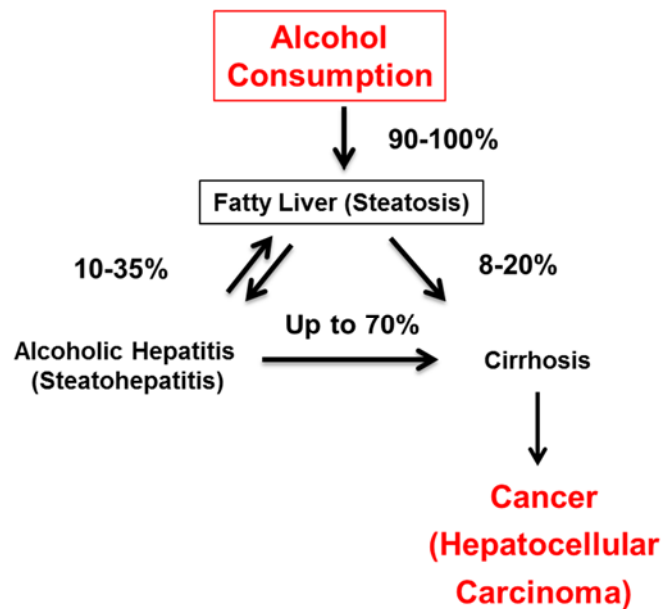 Alcohol
Consumption
90-100%
Fatty Liver (Steatosis)
10-35%
8-20%
Up to 70%
Alcoholic Hepatitis
(Steatohepatitis)
Cirrhosis
Cancer
(Hepatocellular
Carcinoma)